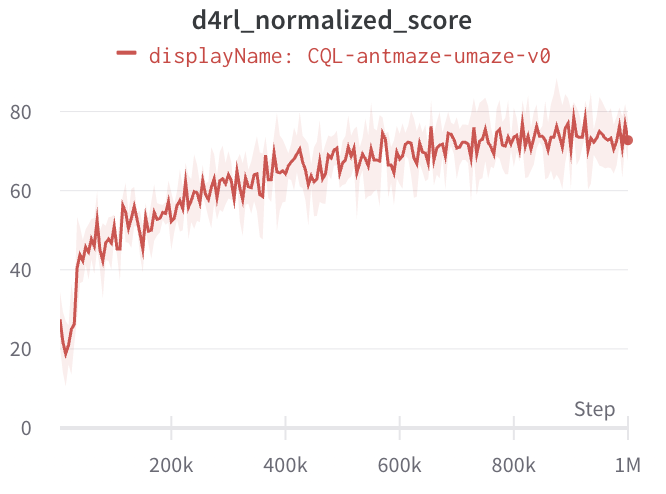 d4rl_normalized_score
displayName: CQL-antmaze-umaze-v0
80
60
40
20
0
Step
200k 400k 600k 800k 1M